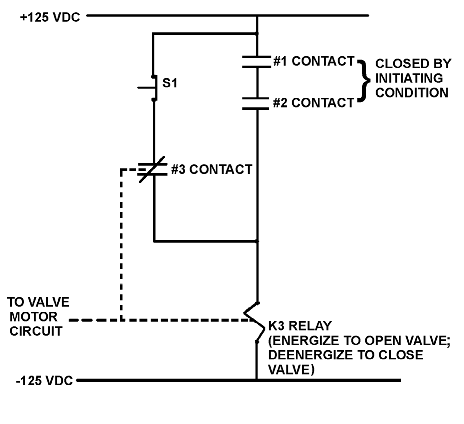 +125 VDC
#1 CONTACT
CLOSED BY
INITIATING
CONDITION
S1
#2 CONTACT
#3 CONTACT
TO VALVE
MOTOR
CIRCUIT
K3 RELAY
(ENERGIZE TO OPEN VALVE;
DEENERGIZE TO CLOSE
VALVE)
-125 VDC